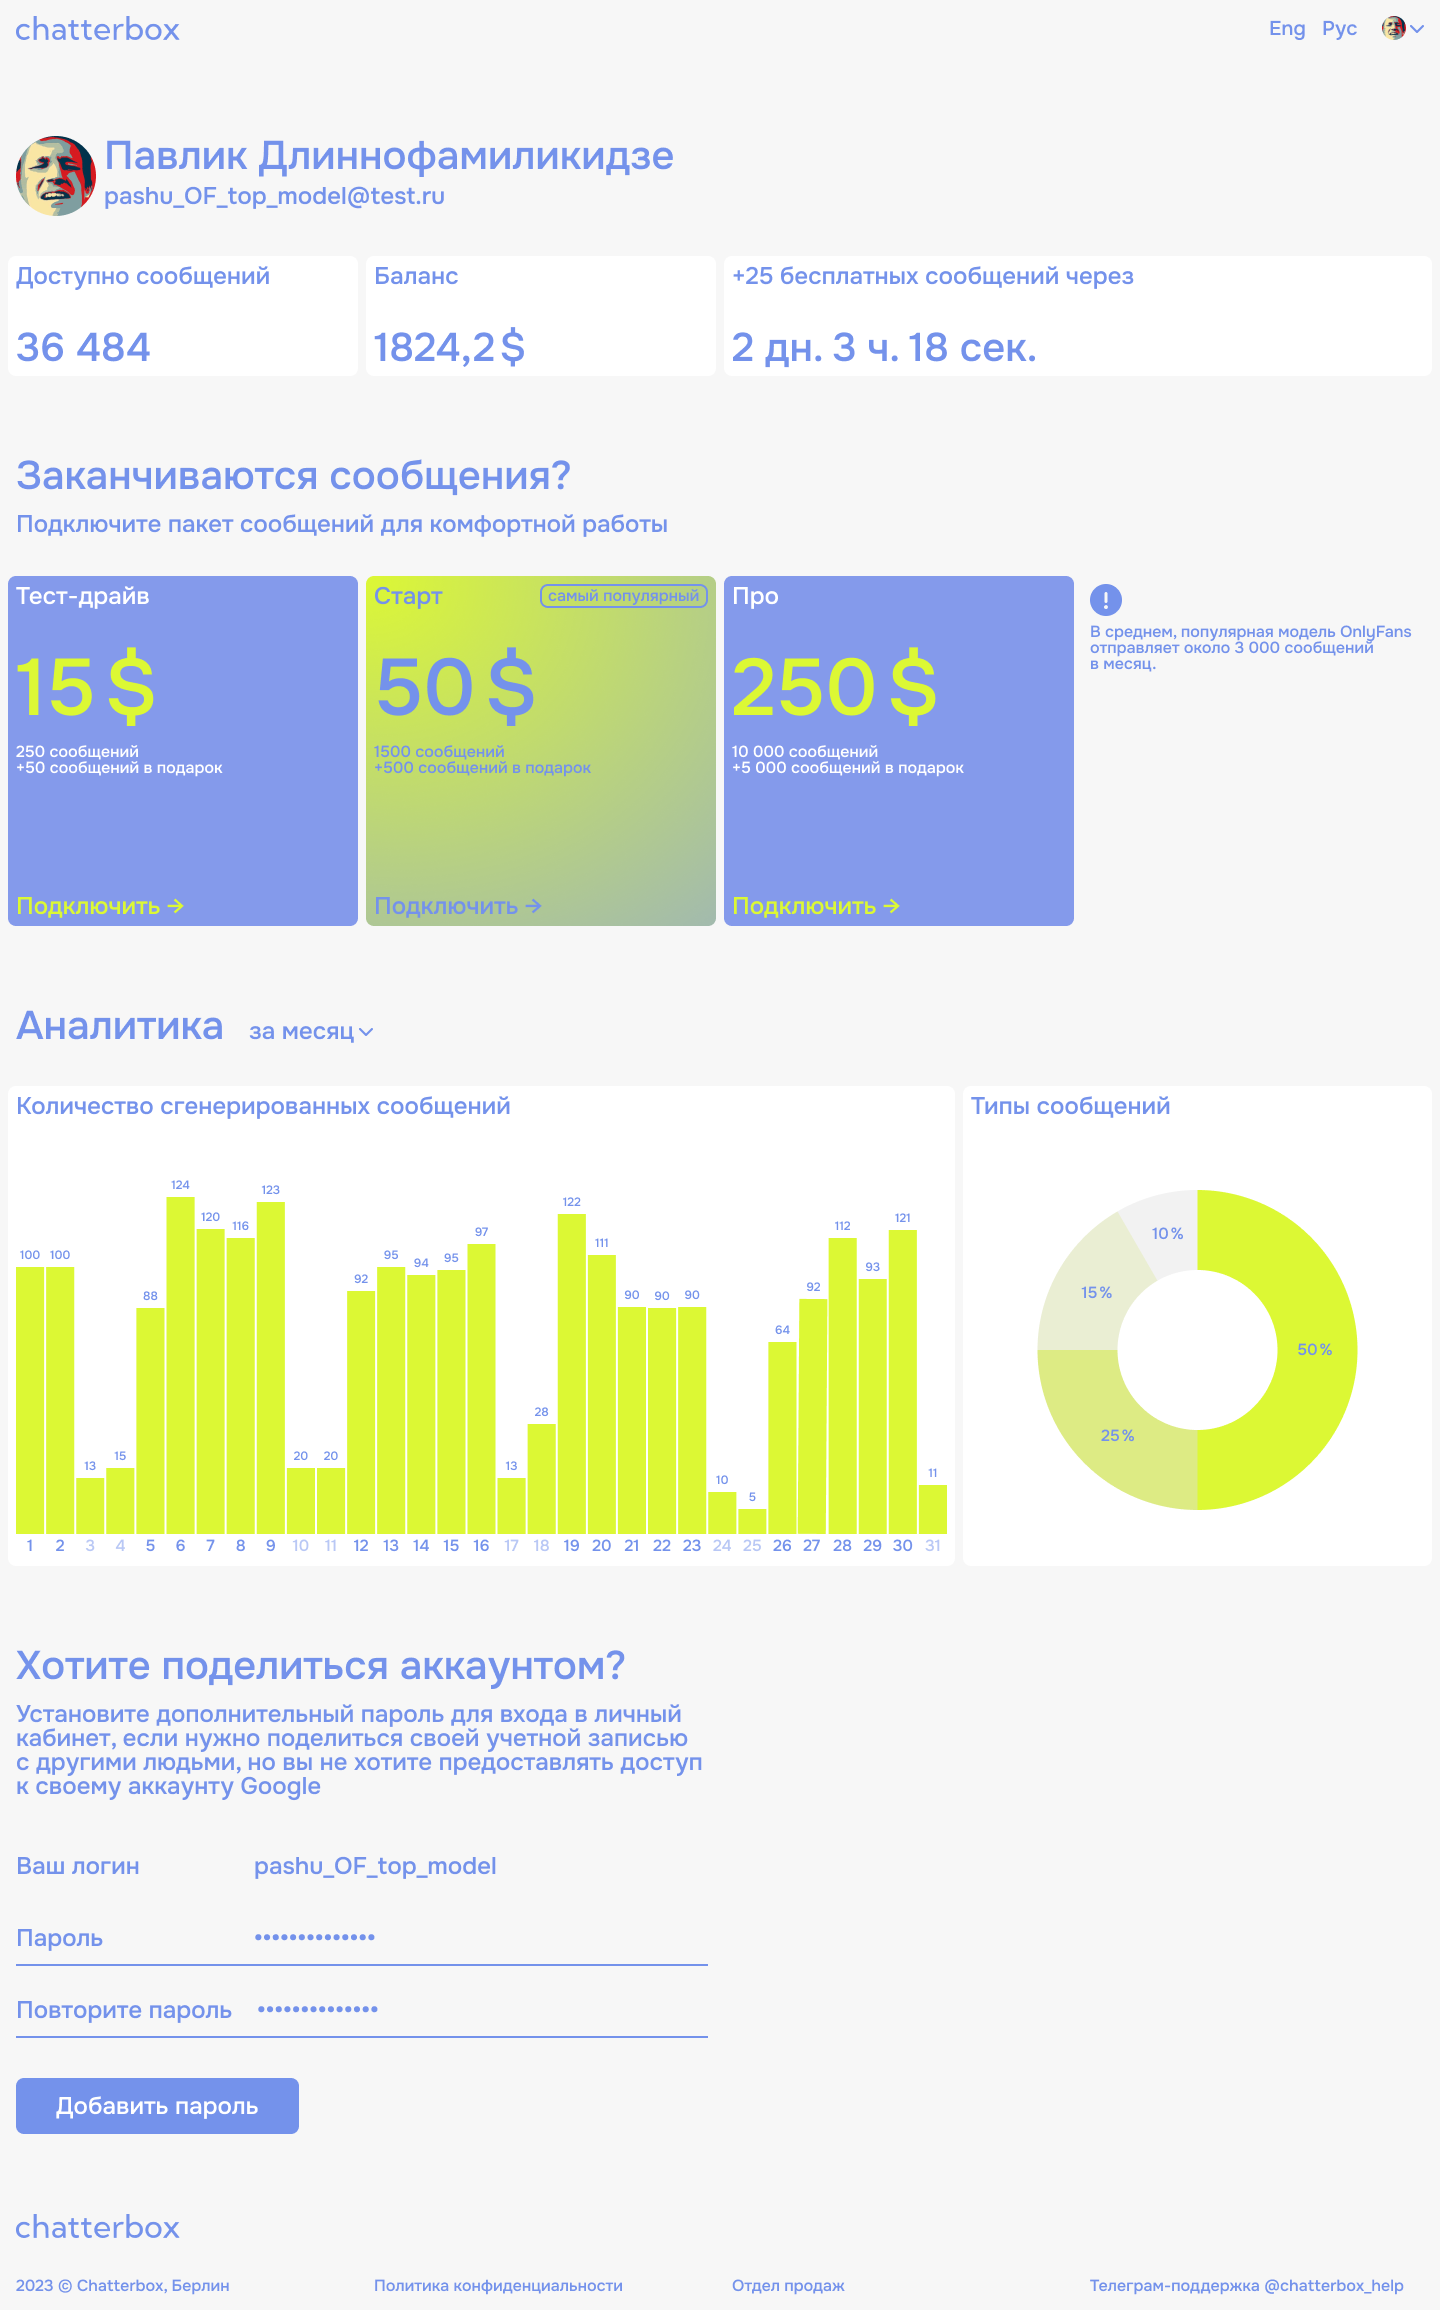 chatterbox
Eng Рус
Павлик Длиннофамиликидзе
pashu_OF_top_model@test.ru
Доступно сообщений
36 484
Баланс
1824,2 $
+25 бесплатных сообщений через
2 дн. 3 ч. 18 сек.
Заканчиваются сообщения?
Подключите пакет сообщений для комфортной работы
Тест-драйв
15 $
250 сообщений
+50 сообщений в подарок
Подключить →
Старт
самый популярный
50 $
1500 сообщений
+500 сообщений в подарок
Подключить →
Про
250 $
10 000 сообщений
+5 000 сообщений в подарок
Подключить →
!
В среднем, популярная модель OnlyFans
отправляет около 3 000 сообщений
в месяц.
Аналитика за месяц
Количество сгенерированных сообщений
100 100 13 15 88 124 120 116 123 20 20 92 95 94 95 97 13 28 122 111 90 90 90 10 5 64 92 112 93 121 11
1 2 3 4 5 6 7 8 9 10 11 12 13 14 15 16 17 18 19 20 21 22 23 24 25 26 27 28 29 30 31
Типы сообщений
10 %
15 %
50 %
25 %
Хотите поделиться аккаунтом?
Установите дополнительный пароль для входа в личный
кабинет, если нужно поделиться своей учетной записью
с другими людьми, но вы не хотите предоставлять доступ
к своему аккаунту Google
Ваш логин pashu_OF_top_model
Пароль ••••••••••••••
Повторите пароль ••••••••••••••
Добавить пароль
chatterbox
2023 © Chatterbox, Берлин
Политика конфиденциальности
Отдел продаж
Телеграм-поддержка @chatterbox_help